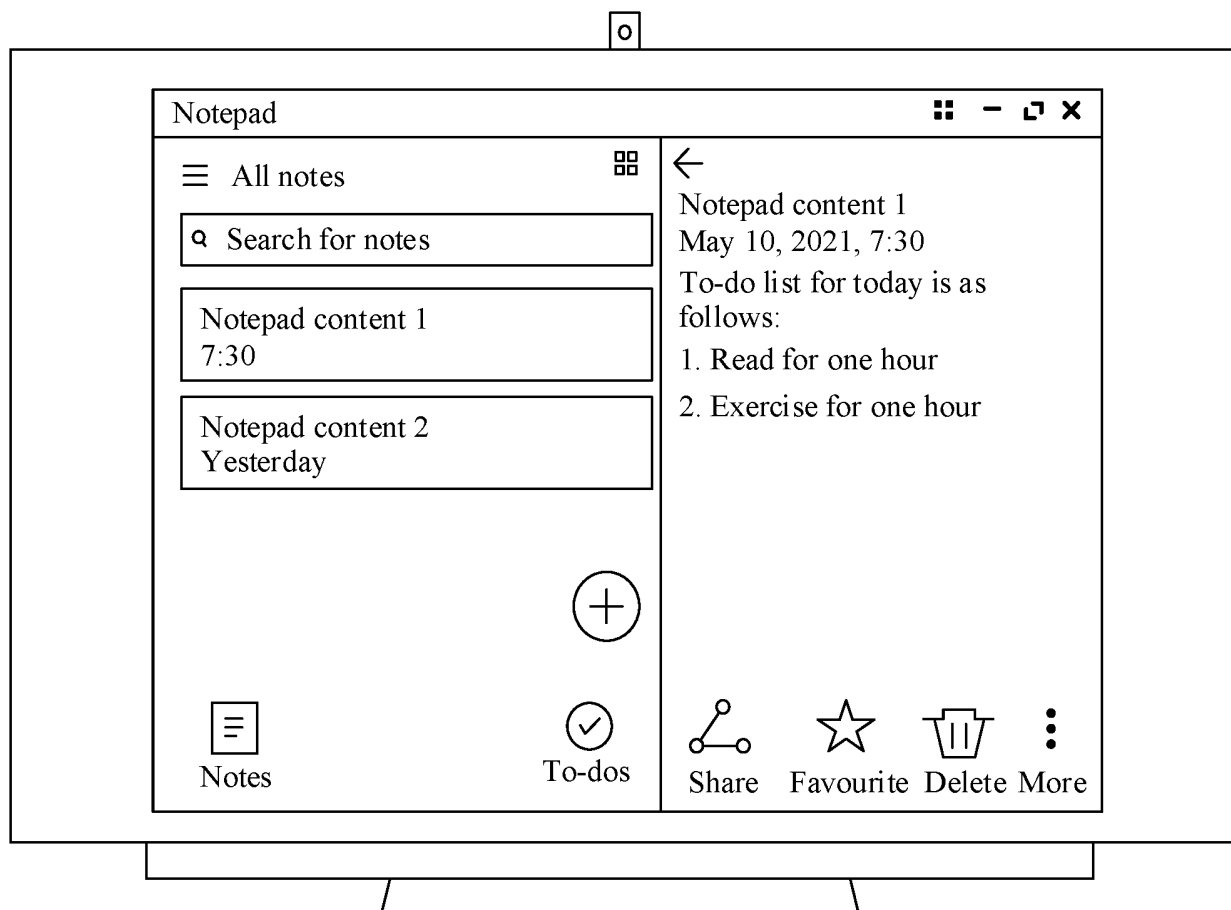 Notepad
All notes
Search for notes
Notepad content 1
7:30
Notepad content 2
Yesterday
Notes
To-dos
Notepad content 1
May 10, 2021, 7:30
To-do list for today is as
follows:
1. Read for one hour
2. Exercise for one hour
Share
Favourite
Delete
More